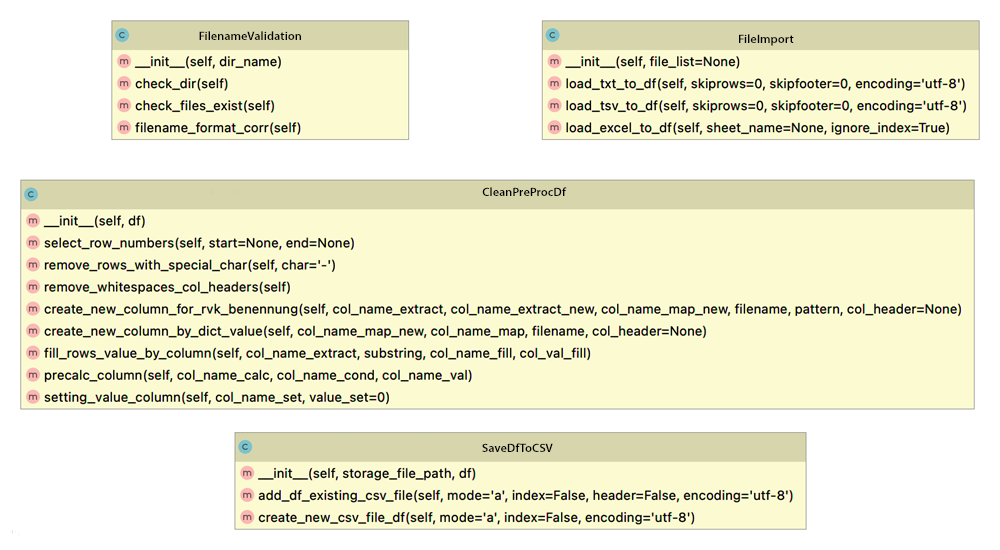 C FilenameValidation
m __init__(self, dir_name)
m check_dir(self)
m check_files_exist(self)
m filename_format_corr(self)
C FileImport
m __init__(self, file_list=None)
m load_txt_to_df(self, skiprows=0, skipfooter=0, encoding='utf-8')
m load_tsv_to_df(self, skiprows=0, skipfooter=0, encoding='utf-8')
m load_excel_to_df(self, sheet_name=None, ignore_index=True)
C CleanPreProcDf
m __init__(self, df)
m select_row_numbers(self, start=None, end=None)
m remove_rows_with_special_char(self, char='-')
m remove_whitespaces_col_headers(self)
m create_new_column_for_rvk_benennung(self, col_name_extract, col_name_extract_new, col_name_map_new, filename, pattern, col_header=None)
m create_new_column_by_dict_value(self, col_name_map_new, col_name_map, filename, col_header=None)
m fill_rows_value_by_column(self, col_name_extract, substring, col_name_fill, col_val_fill)
m precalc_column(self, col_name_calc, col_name_cond, col_name_val)
m setting_value_column(self, col_name_set, value_set=0)
C SaveDfToCSV
m __init__(self, storage_file_path, df)
m add_df_existing_csv_file(self, mode='a', index=False, header=False, encoding='utf-8')
m create_new_csv_file_df(self, mode='a', index=False, encoding='utf-8')